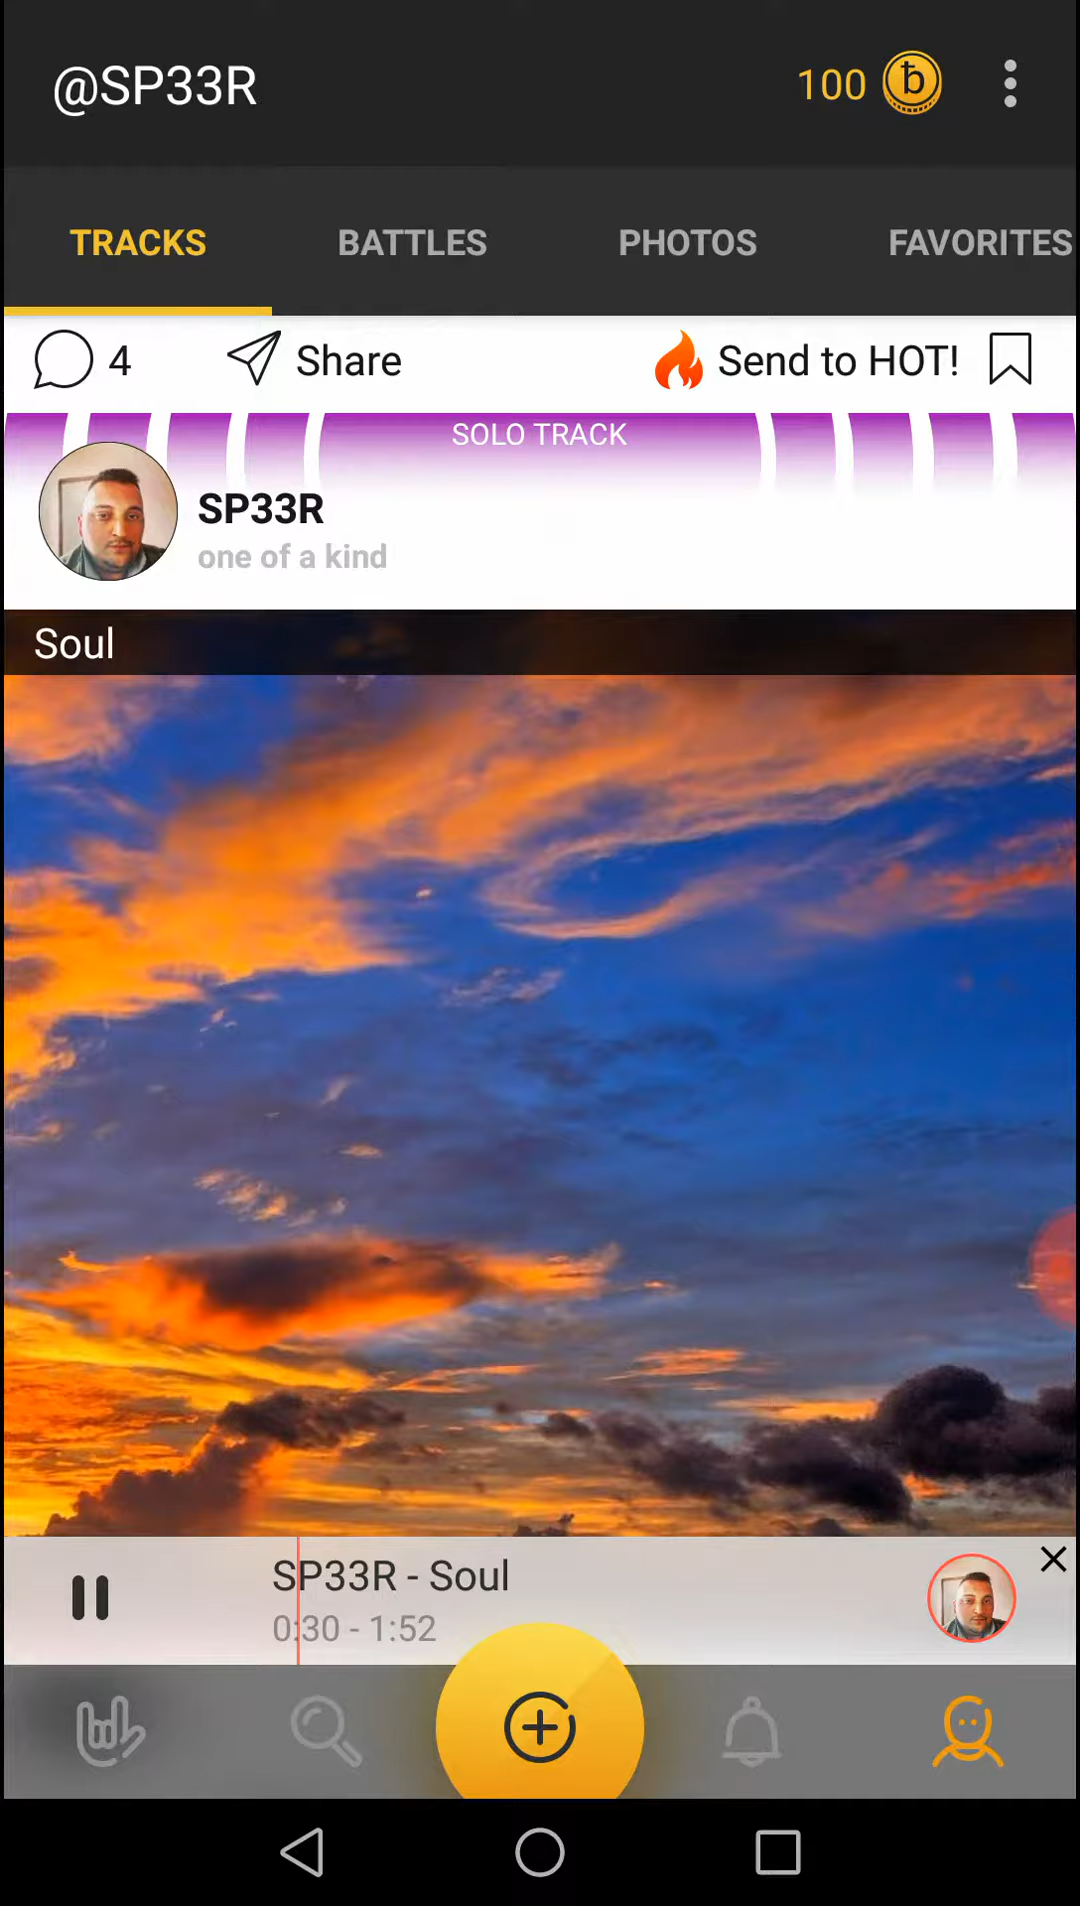 @SP33R
100
TRACKS BATTLES PHOTOS FAVORITES
4 Share Send to HOT!
SOLO TRACK
SP33R
one of a kind
Soul
SP33R - Soul
0:30 - 1:52